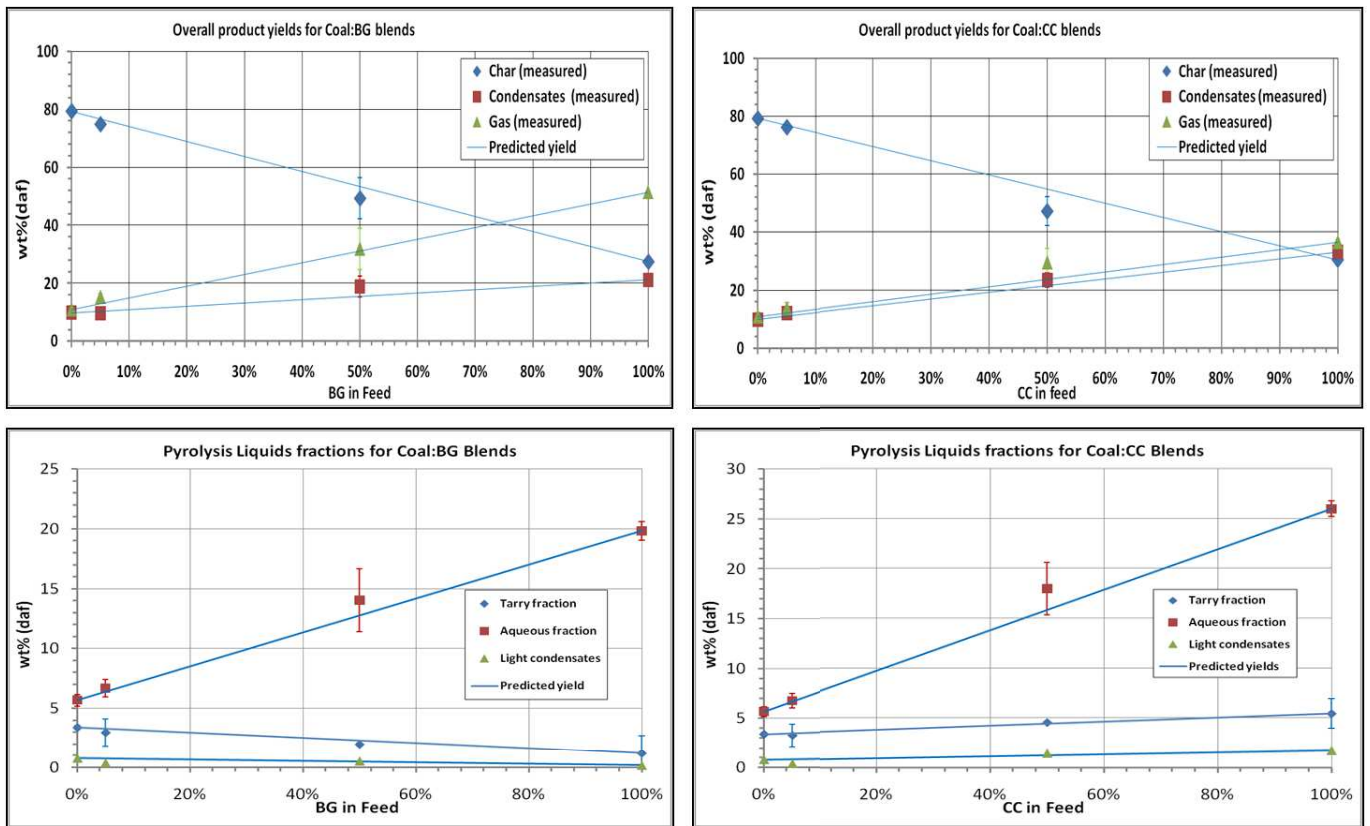 Overall product yields for Coal:BG blends
100
80
60
40
20
0
wt%(daf)
Char (measured)
Condensates (measured)
Gas (measured)
Predicted yield
0% 10% 20% 30% 40% 50% 60% 70% 80% 90% 100%
BG in Feed
Overall product yields for Coal:CC blends
100
80
60
40
20
0
wt% (daf)
Char (measured)
Condensates (measured)
Gas (measured)
Predicted yield
0% 10% 20% 30% 40% 50% 60% 70% 80% 90% 100%
CC in feed
Pyrolysis Liquids fractions for Coal:BG Blends
25
20
15
10
5
0
wt% (daf)
Tarry fraction
Aqueous fraction
Light condensates
Predicted yield
0% 20% 40% 60% 80% 100%
BG in Feed
Pyrolysis Liquids fractions for Coal:CC Blends
30
25
20
15
10
5
0
wt% (daf)
Tarry fraction
Aqueous fraction
Light condensates
Predicted yields
0% 20% 40% 60% 80% 100%
CC in Feed